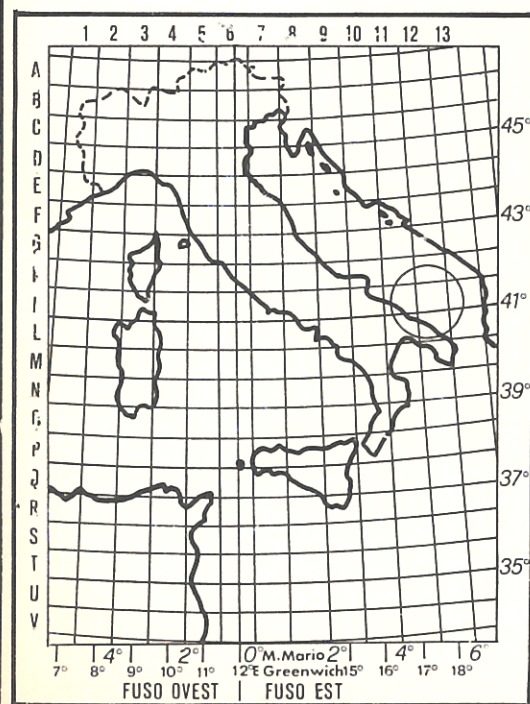 1 2 3 4 5 6 7 8 9 10 11 12 13
A
B
C
D
E
F
G
H
I
L
M
N
P
Q
R
S
T
U
V
45°
43°
41°
39°
37°
35°
4° 2° 0° M.Mario 2° 4° 6°
7° 8° 9° 10° 11° 12°E Greenwich 15° 16° 17° 18°
FUSO OVEST | FUSO EST